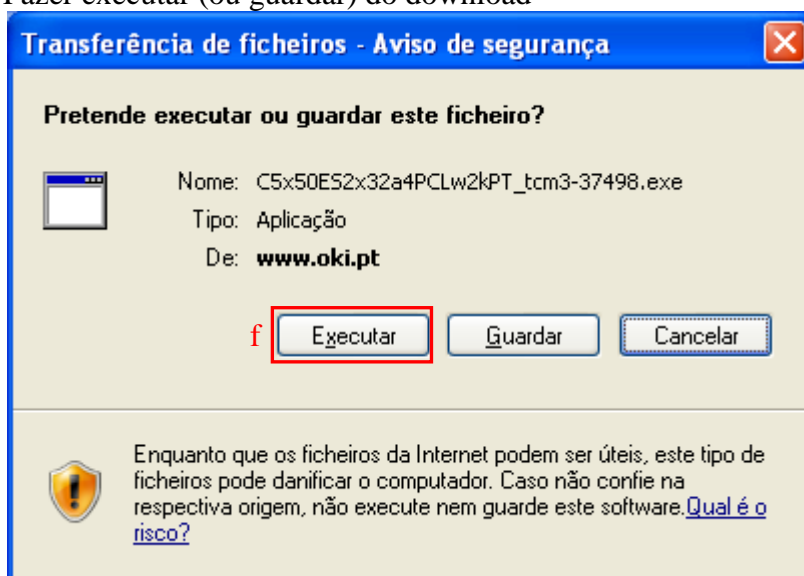 Fazer executar (ou guardar) do download
Transferência de ficheiros - Aviso de segurança
Pretende executar ou guardar este ficheiro?
Nome: C5x50ES2x32a4PCLw2kPT_tcm3-37498.exe
Tipo: Aplicação
De: www.oki.pt
f Executar Guardar Cancelar
Enquanto que os ficheiros da Internet podem ser úteis, este tipo de
ficheiros pode danificar o computador. Caso não confie na
respectiva origem, não execute nem guarde este software.Qual é o
risco?